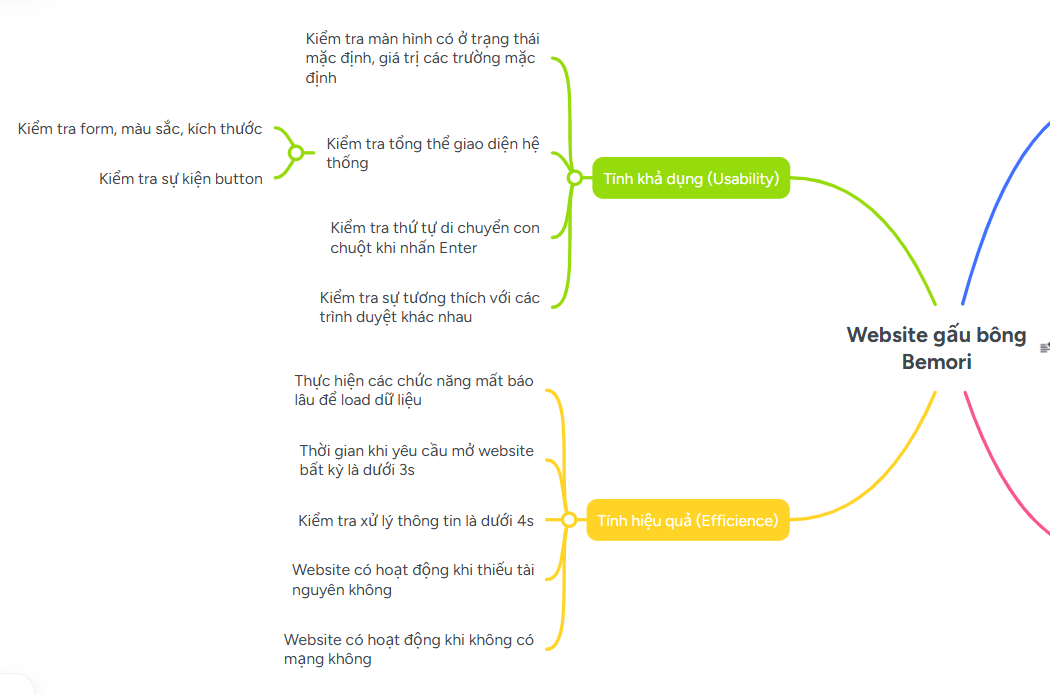 Kiểm tra màn hình có ở trạng thái
mặc định, giá trị các trường mặc
định
Kiểm tra form, màu sắc, kích thước
Kiểm tra tổng thể giao diện hệ
thống
Kiểm tra sự kiện button
Tính khả dụng (Usability)
Kiểm tra thứ tự di chuyển con
chuột khi nhấn Enter
Kiểm tra sự tương thích với các
trình duyệt khác nhau
Website gấu bông
Bemori
Thực hiện các chức năng mất báo
lâu để load dữ liệu
Thời gian khi yêu cầu mở website
bất kỳ là dưới 3s
Kiểm tra xử lý thông tin là dưới 4s
Tính hiệu quả (Efficience)
Website có hoạt động khi thiếu tài
nguyên không
Website có hoạt động khi không có
mạng không